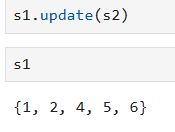 s1.update(s2)
s1
{1, 2, 4, 5, 6}